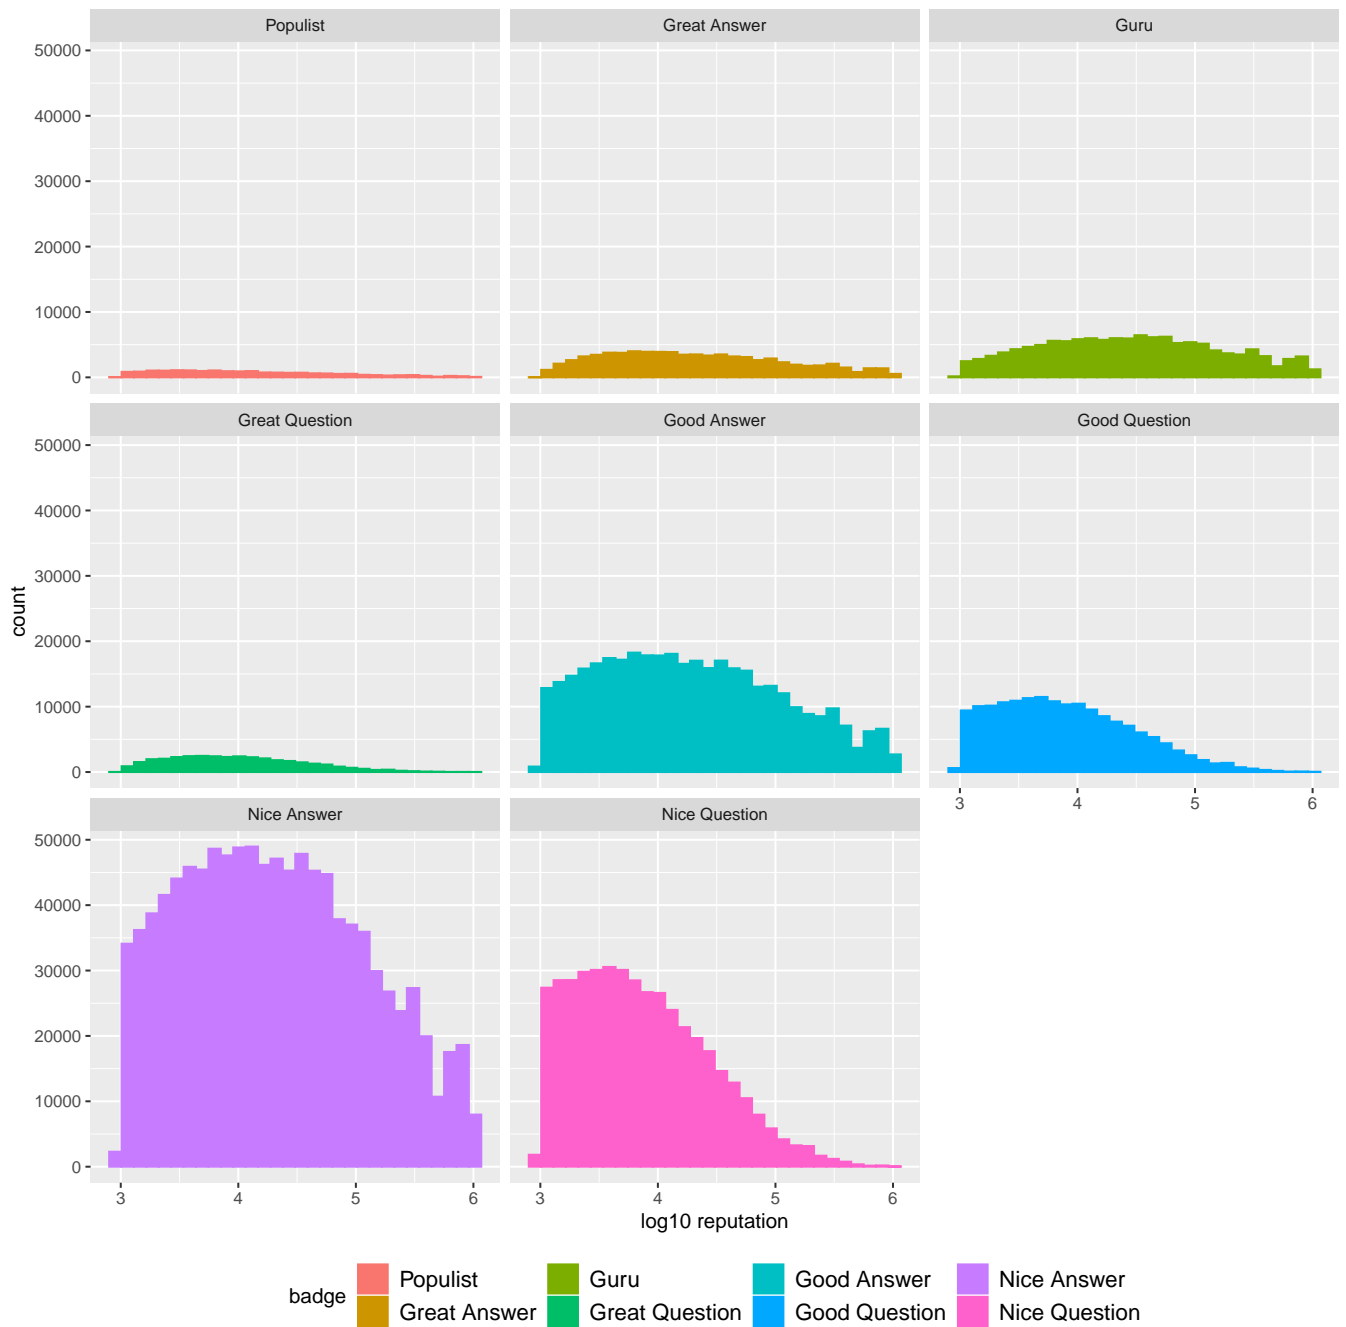 Populist Great Answer Guru
50000
40000
30000
20000
10000
0
Great Question Good Answer Good Question
50000
40000
30000
20000
10000
0
3 4 5 6
Nice Answer Nice Question
50000
40000
30000
20000
10000
0
3 4 5 6 3 4 5 6
count
log10 reputation
badge
Populist Guru Good Answer Nice Answer
Great Answer Great Question Good Question Nice Question